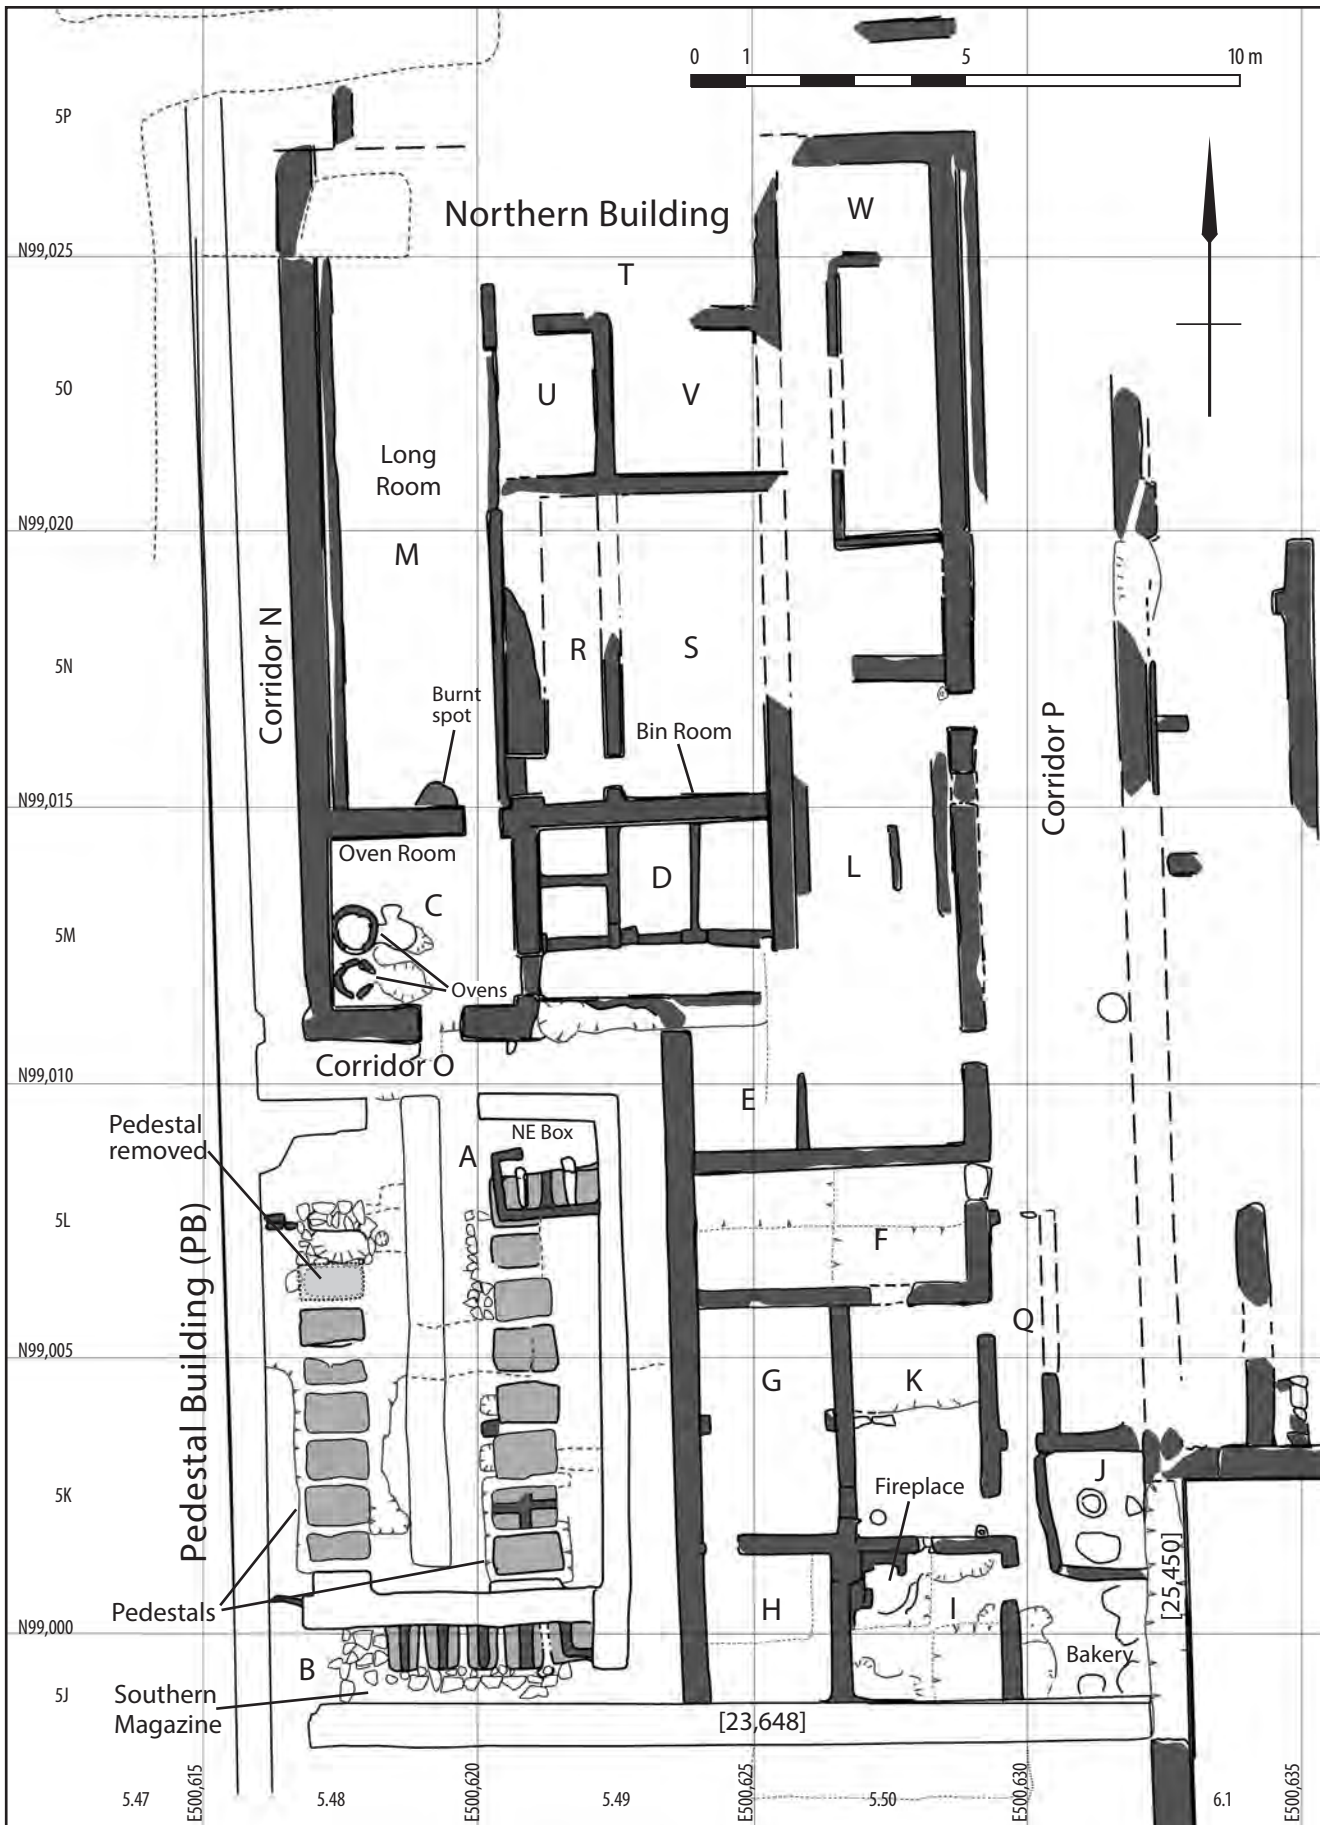 0 1 5 10 m
5P
Northern Building
W
N99,025
T
5O
U
V
Long
Room
N99,020
M
Corridor N
R
S
5N
Burnt
spot
Bin Room
Corridor P
N99,015
Oven Room
D
L
C
5M
Ovens
Corridor O
N99,010
E
Pedestal
removed
NE Box
A
5L
F
Pedestal Building (PB)
Q
N99,005
G
K
J
Fireplace
5K
[25,450]
Pedestals
H
I
N99,000
B
Bakery
5J
Southern
Magazine
[23,648]
5.47
E500,615
5.48
E500,620
5.49
E500,625
5.50
E500,630
6.1
E500,635